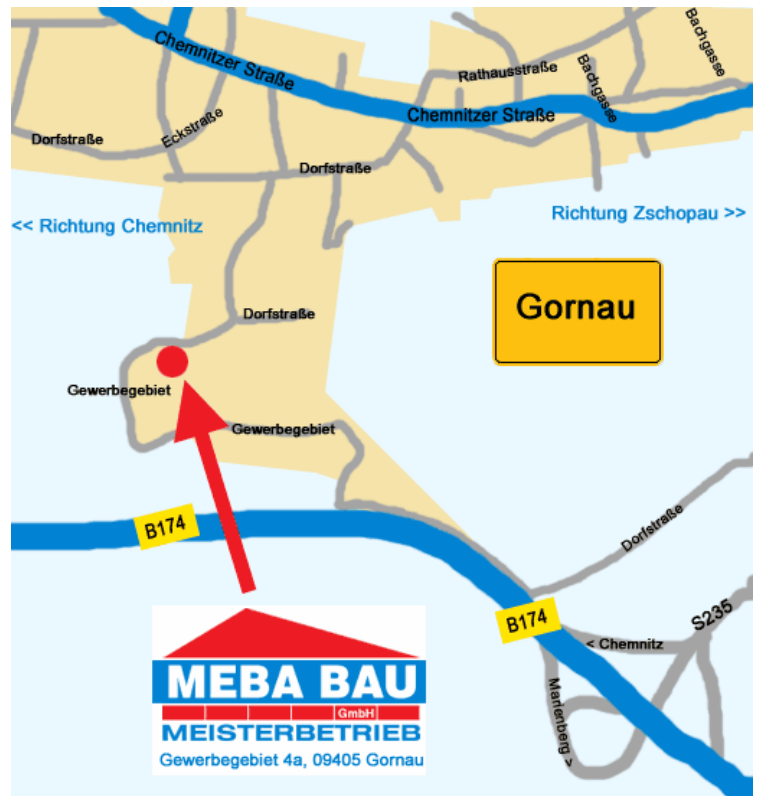 Chemnitzer Straße
Rathausstraße
Bachgasse
Bachgasse
Chemnitzer Straße
Eckstraße
Dorfstraße
Dorfstraße
<< Richtung Chemnitz
Richtung Zschopau >>
Gornau
Dorfstraße
Gewerbegebiet
Gewerbegebiet
B174
Dorfstraße
B174
S235
< Chemnitz
Marienberg >
MEBA BAU
GmbH
MEISTERBETRIEB
Gewerbegebiet 4a, 09405 Gornau